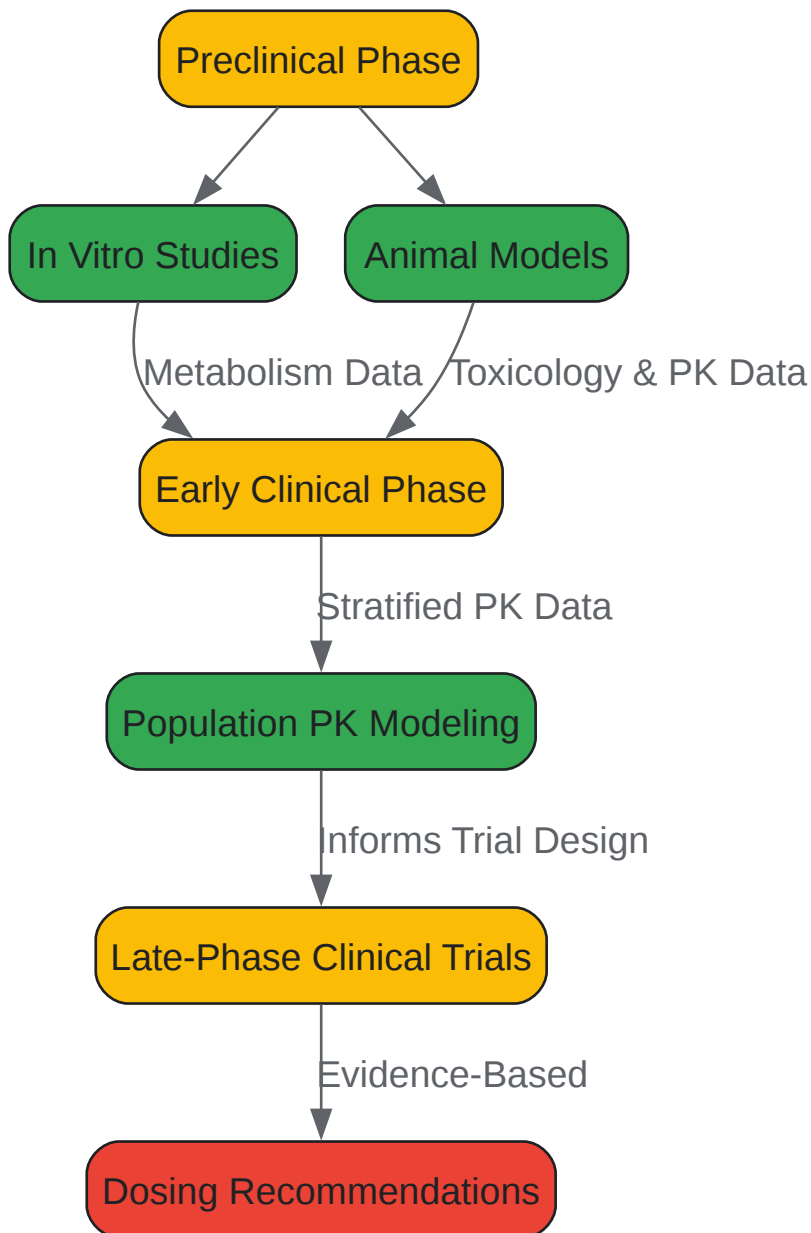 Preclinical Phase
In Vitro Studies
Animal Models
Metabolism Data
Toxicology & PK Data
Early Clinical Phase
Stratified PK Data
Population PK Modeling
Informs Trial Design
Late-Phase Clinical Trials
Evidence-Based
Dosing Recommendations